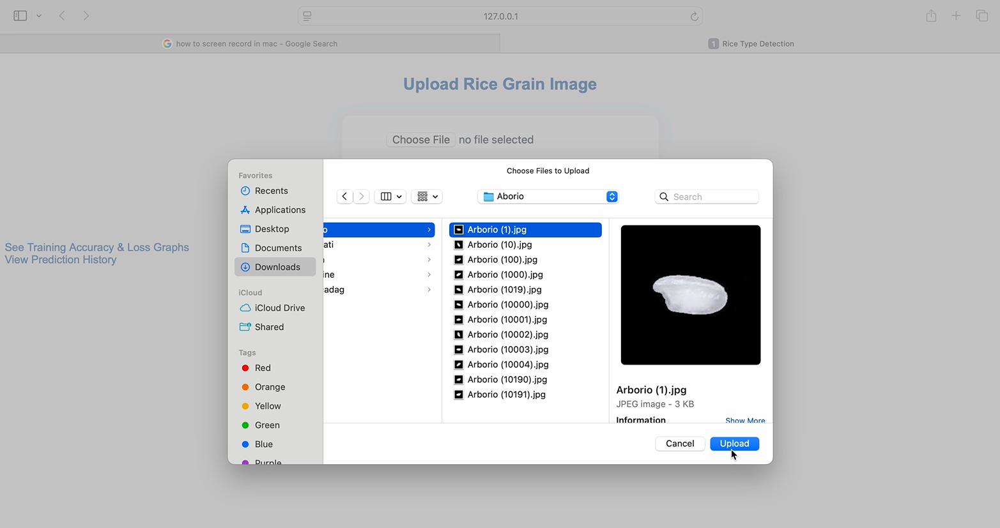 127.0.0.1
how to screen record in mac - Google Search
1 Rice Type Detection
Upload Rice Grain Image
Choose File no file selected
See Training Accuracy & Loss Graphs
View Prediction History
Choose Files to Upload
Favorites
Recents
Applications
Desktop
Documents
Downloads
iCloud
iCloud Drive
Shared
Tags
Red
Orange
Yellow
Green
Blue
Purple
Aborio
Search
o
ati
ine
adag
Arborio (1).jpg
Arborio (10).jpg
Arborio (100).jpg
Arborio (1000).jpg
Arborio (1019).jpg
Arborio (10000).jpg
Arborio (10001).jpg
Arborio (10002).jpg
Arborio (10003).jpg
Arborio (10004).jpg
Arborio (10190).jpg
Arborio (10191).jpg
Arborio (1).jpg
JPEG image - 3 KB
Information Show More
Cancel Upload